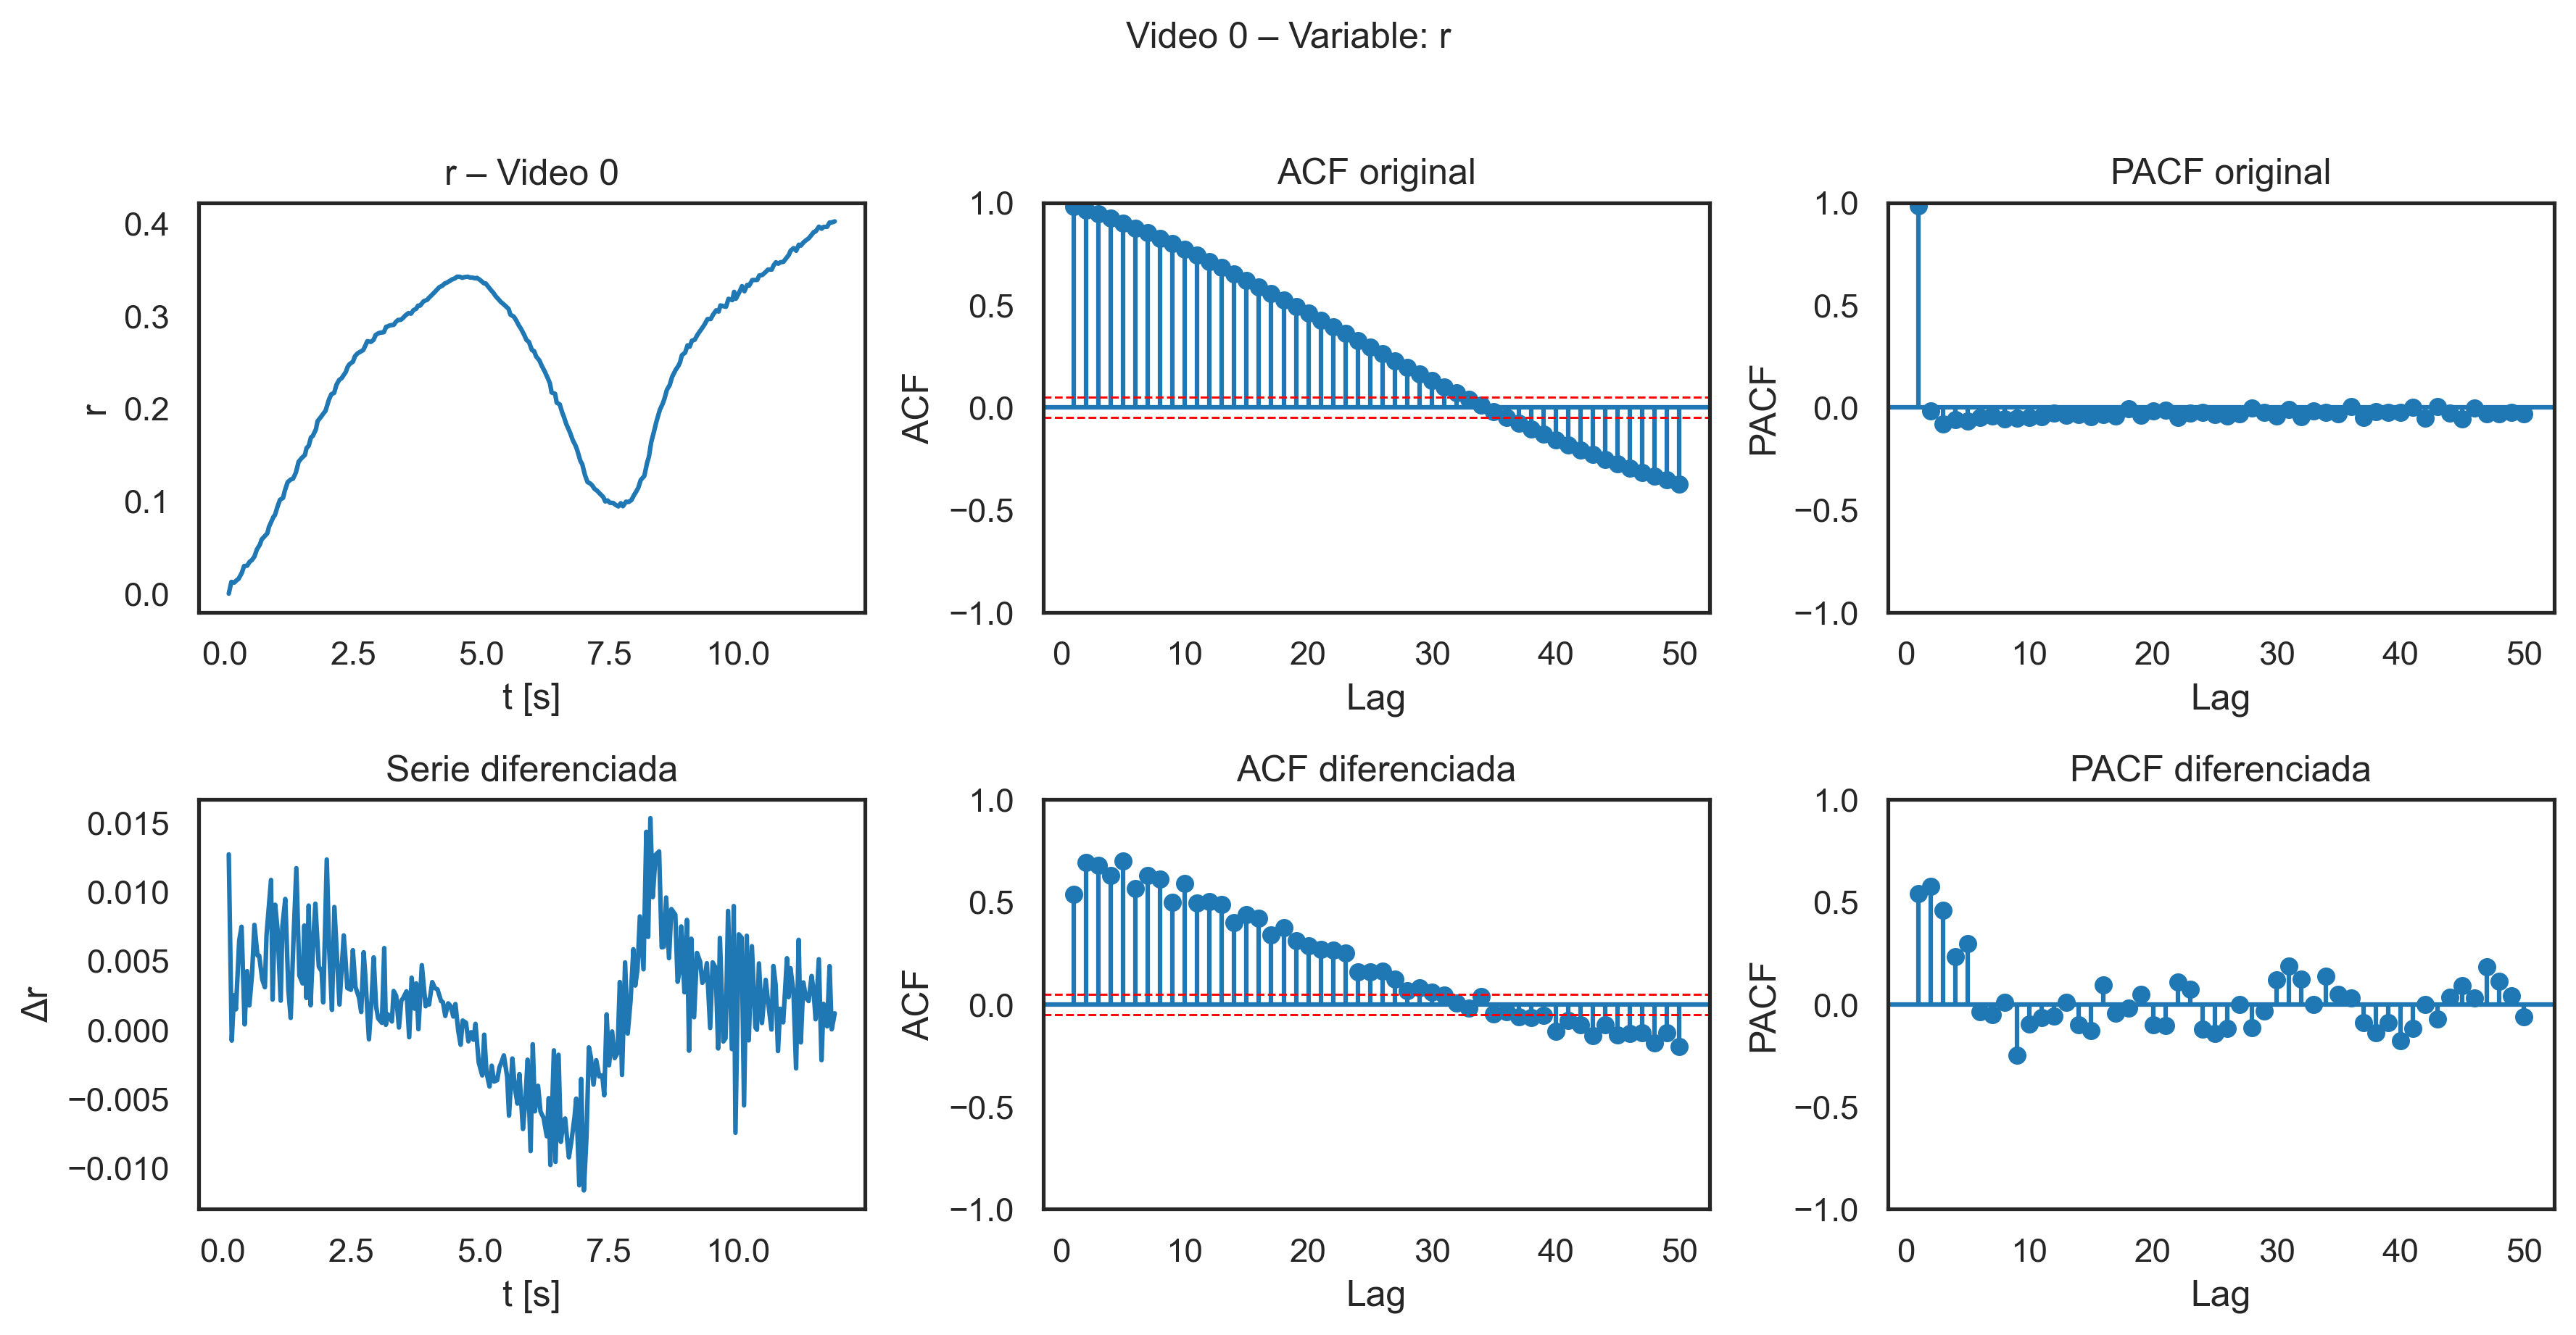 Video 0 – Variable: r
r – Video 0
r
0.4
0.3
0.2
0.1
0.0
0.0 2.5 5.0 7.5 10.0
t [s]
ACF original
ACF
1.0
0.5
0.0
−0.5
−1.0
0 10 20 30 40 50
Lag
PACF original
PACF
1.0
0.5
0.0
−0.5
−1.0
0 10 20 30 40 50
Lag
Serie diferenciada
Δr
0.015
0.010
0.005
0.000
−0.005
−0.010
0.0 2.5 5.0 7.5 10.0
t [s]
ACF diferenciada
ACF
1.0
0.5
0.0
−0.5
−1.0
0 10 20 30 40 50
Lag
PACF diferenciada
PACF
1.0
0.5
0.0
−0.5
−1.0
0 10 20 30 40 50
Lag